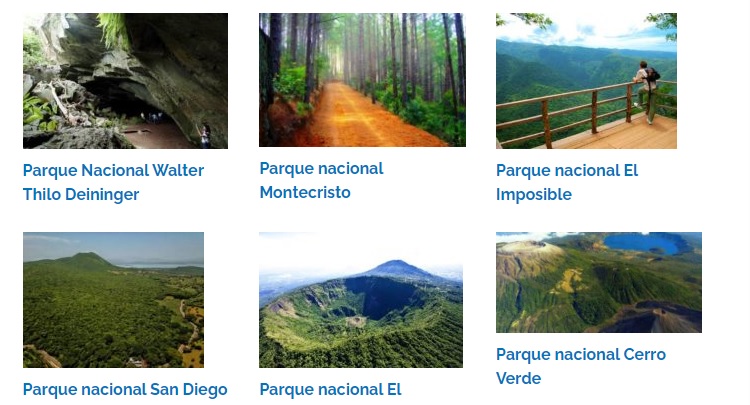 Parque Nacional Walter
Thilo Deininger
Parque nacional
Montecristo
Parque nacional El
Imposible
Parque nacional San Diego
Parque nacional El
Parque nacional Cerro
Verde